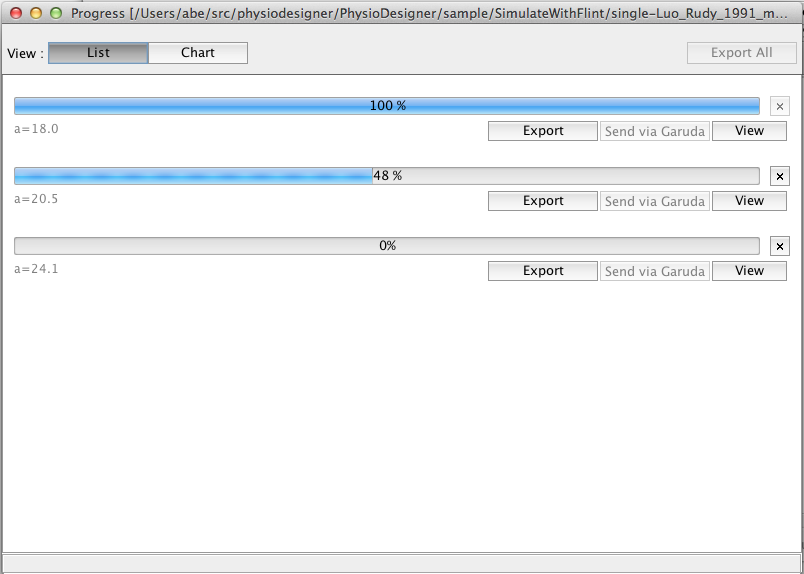 Progress [/Users/abe/src/physiodesigner/PhysioDesigner/sample/SimulateWithFlint/single-Luo_Rudy_1991_m...
View : List Chart Export All
100 %
a=18.0 Export Send via Garuda View
48 %
a=20.5 Export Send via Garuda View
0%
a=24.1 Export Send via Garuda View